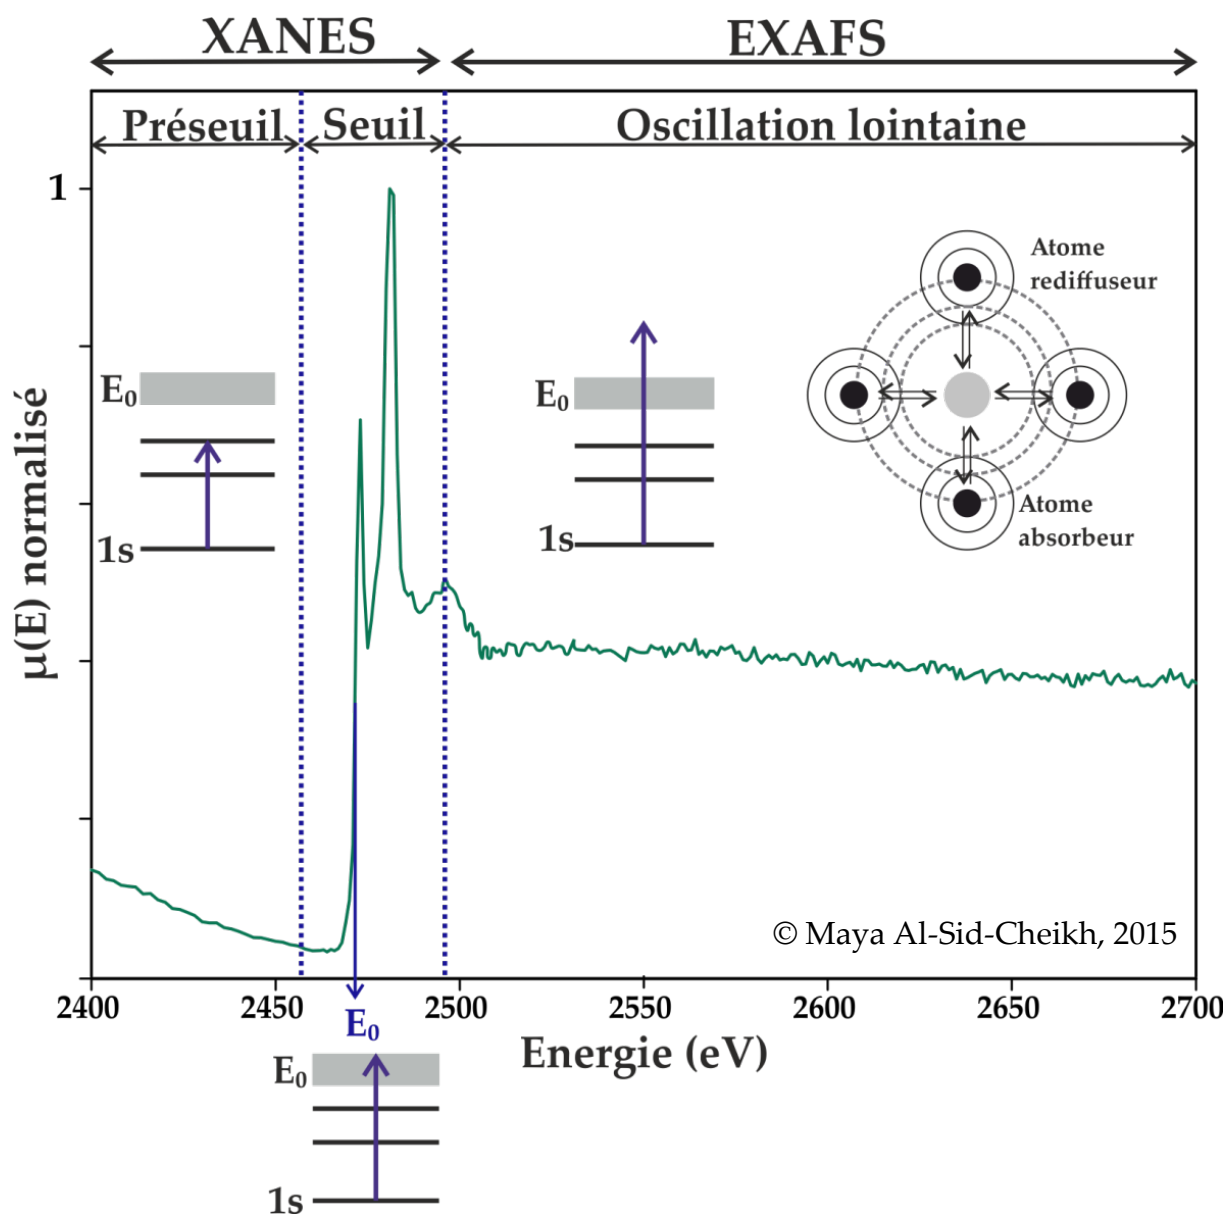 XANES
EXAFS
Préseuil
Seuil
Oscillation lointaine
1
Atome
rediffuseur
E₀
E₀
1s
1s
Atome
absorbeur
μ(E) normalisé
© Maya Al-Sid-Cheikh, 2015
2400
2450
2500
2550
2600
2650
2700
E₀
Energie (eV)
E₀
1s